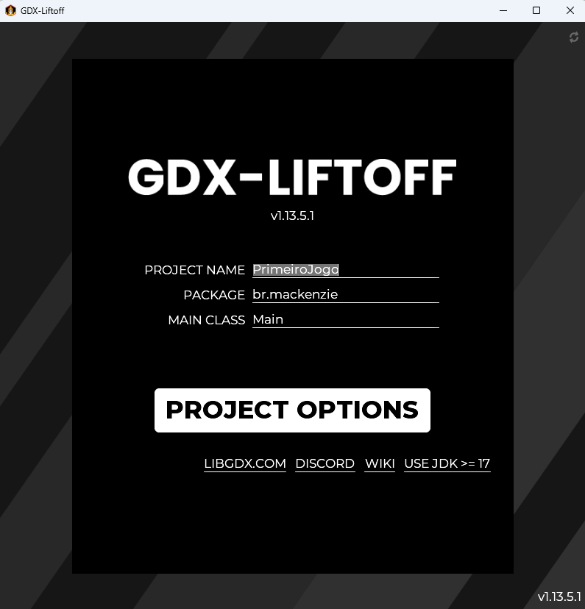 GDX-Liftoff
GDX-LIFTOFF
v1.13.5.1
PROJECT NAME PrimeiroJogo
PACKAGE br.mackenzie
MAIN CLASS Main
PROJECT OPTIONS
LIBGDX.COM DISCORD WIKI USE JDK >= 17
v1.13.5.1